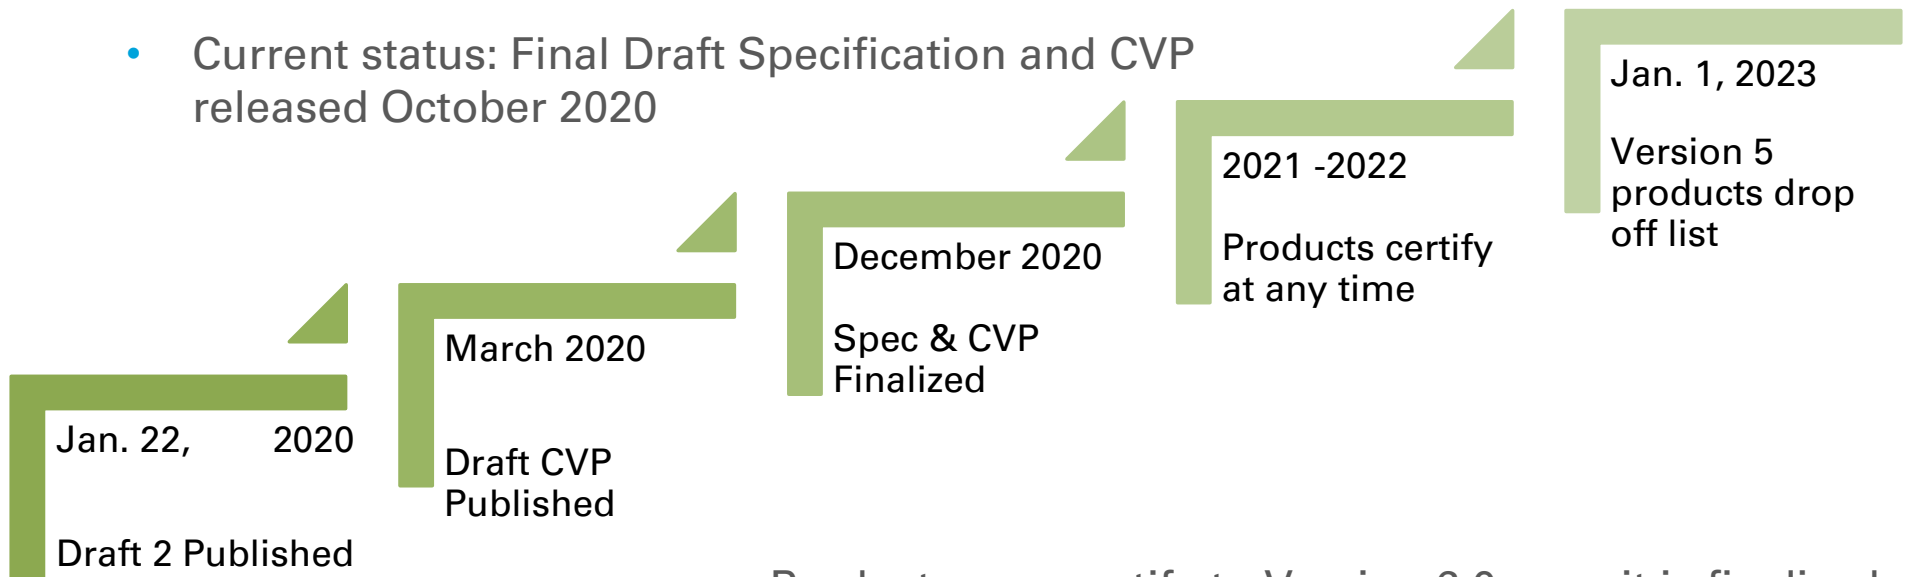 • Current status: Final Draft Specification and CVP
released October 2020
Jan. 22, 2020
Draft 2 Published
March 2020
Draft CVP
Published
December 2020
Spec & CVP
Finalized
2021 -2022
Products certify
at any time
Jan. 1, 2023
Version 5
products drop
off list